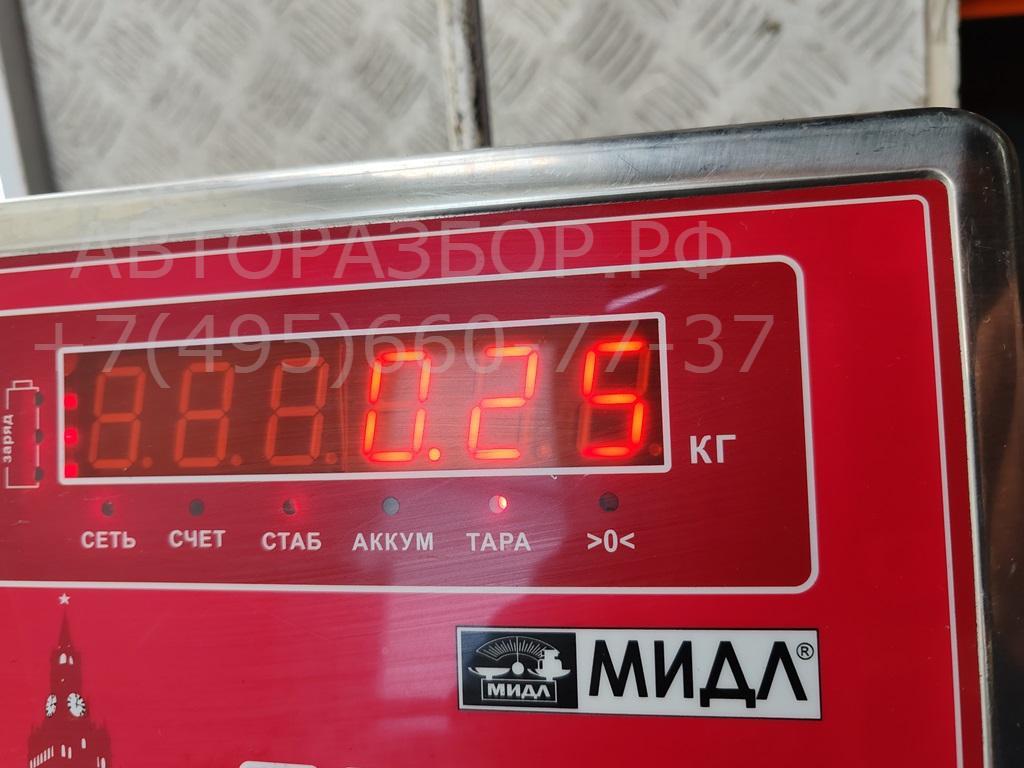 АВТОРАЗБОР.РФ
+7(495)660-77-37
заряд
0.25 КГ
СЕТЬ СЧЕТ СТАБ АККУМ ТАРА >0<
МИДЛ МИДЛ®